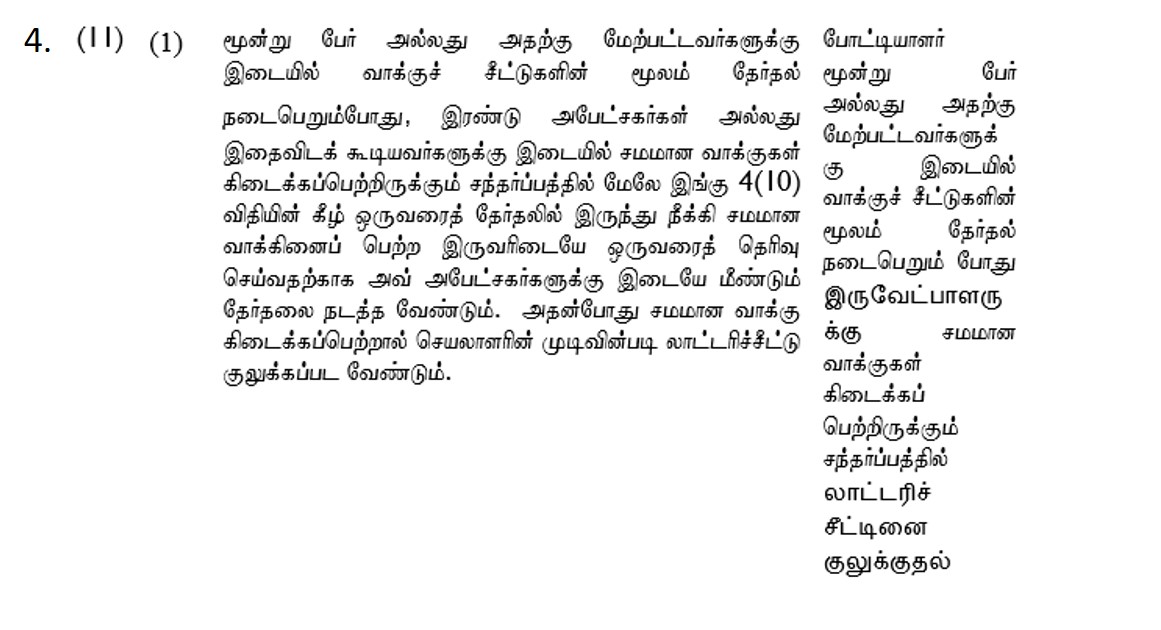 4. (11) (1)
மூன்று பேர் அல்லது அதற்கு மேற்பட்டவர்களுக்கு
இடையில் வாக்குச் சீட்டுகளின் மூலம் தேர்தல்
நடைபெறும்போது, இரண்டு அபேட்சகர்கள் அல்லது
இதைவிடக் கூடியவர்களுக்கு இடையில் சமமான வாக்குகள்
கிடைக்கப்பெற்றிருக்கும் சந்தர்ப்பத்தில் மேலே இங்கு 4(10)
விதியின் கீழ் ஒருவரைத் தேர்தலில் இருந்து நீக்கி சமமான
வாக்கினைப் பெற்ற இருவரிடையே ஒருவரைத் தெரிவு
செய்வதற்காக அவ் அபேட்சகர்களுக்கு இடையே மீண்டும்
தேர்தலை நடத்த வேண்டும். அதன்போது சமமான வாக்கு
கிடைக்கப்பெற்றால் செயலாளரின் முடிவின்படி லாட்டரிச்சீட்டு
குலுக்கப்பட வேண்டும்.
போட்டியாளர்
மூன்று பேர்
அல்லது அதற்கு
மேற்பட்டவர்களுக்
கு இடையில்
வாக்குச் சீட்டுகளின்
மூலம் தேர்தல்
நடைபெறும் போது
இருவேட்பாளரு
க்கு சமமான
வாக்குகள்
கிடைக்கப்
பெற்றிருக்கும்
சந்தர்ப்பத்தில்
லாட்டரிச்
சீட்டினை
குலுக்குதல்